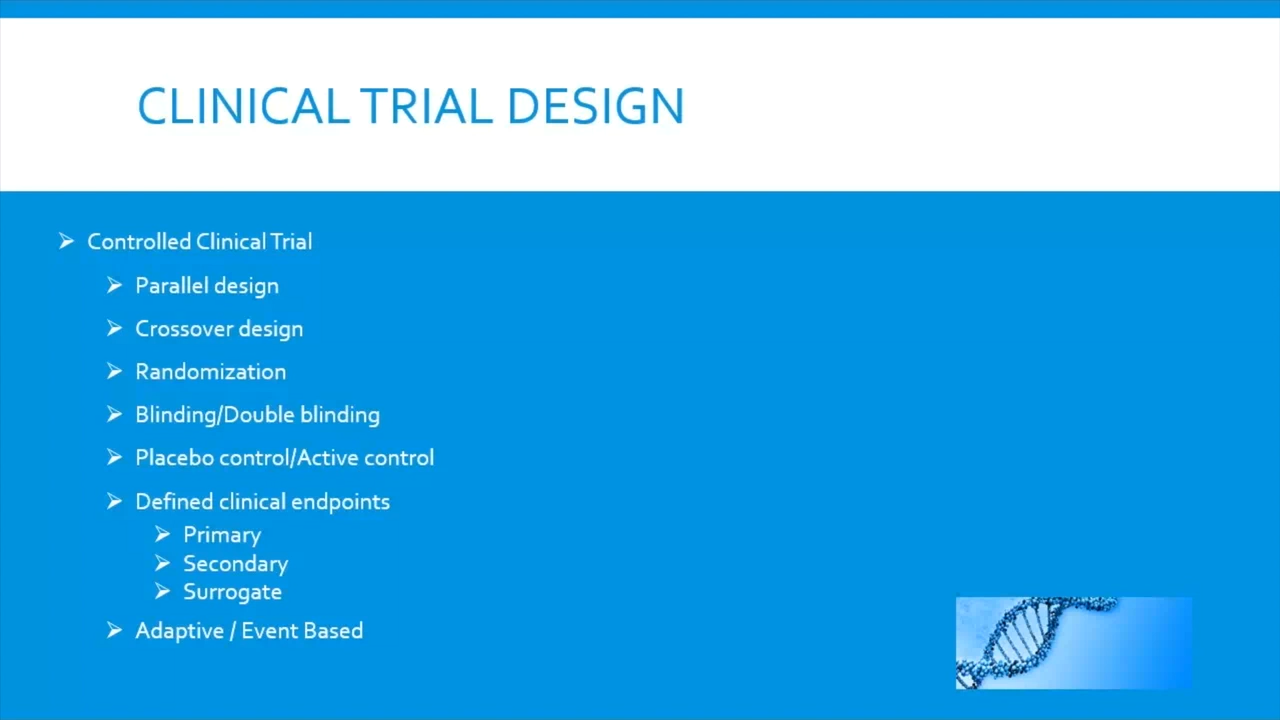 CLINICAL TRIAL DESIGN
Controlled Clinical Trial
Parallel design
Crossover design
Randomization
Blinding/Double blinding
Placebo control/Active control
Defined clinical endpoints
Primary
Secondary
Surrogate
Adaptive / Event Based